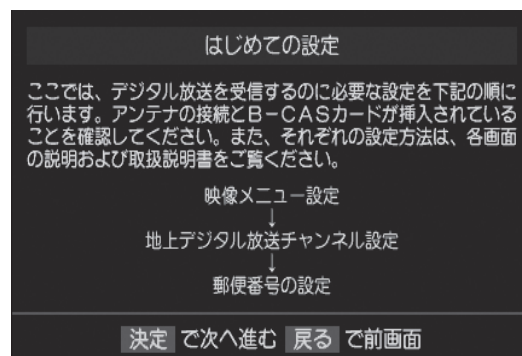 はじめての設定
ここでは、デジタル放送を受信するのに必要な設定を下記の順に
行います。アンテナの接続とB－CASカードが挿入されている
ことを確認してください。また、それぞれの設定方法は、各画面
の説明および取扱説明書をご覧ください。
映像メニュー設定
↓
地上デジタル放送チャンネル設定
↓
郵便番号の設定
決定 で次へ進む 戻る で前画面